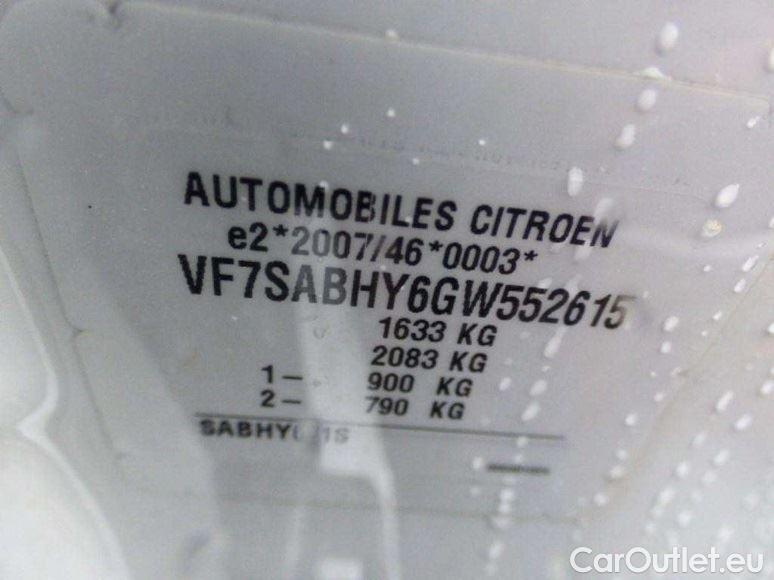 AUTOMOBILES CITROEN
e2*2007/46*0003*
VF7SABHY6GW552615
1633 KG
2083 KG
1- 900 KG
2- 790 KG
CarOutlet.eu